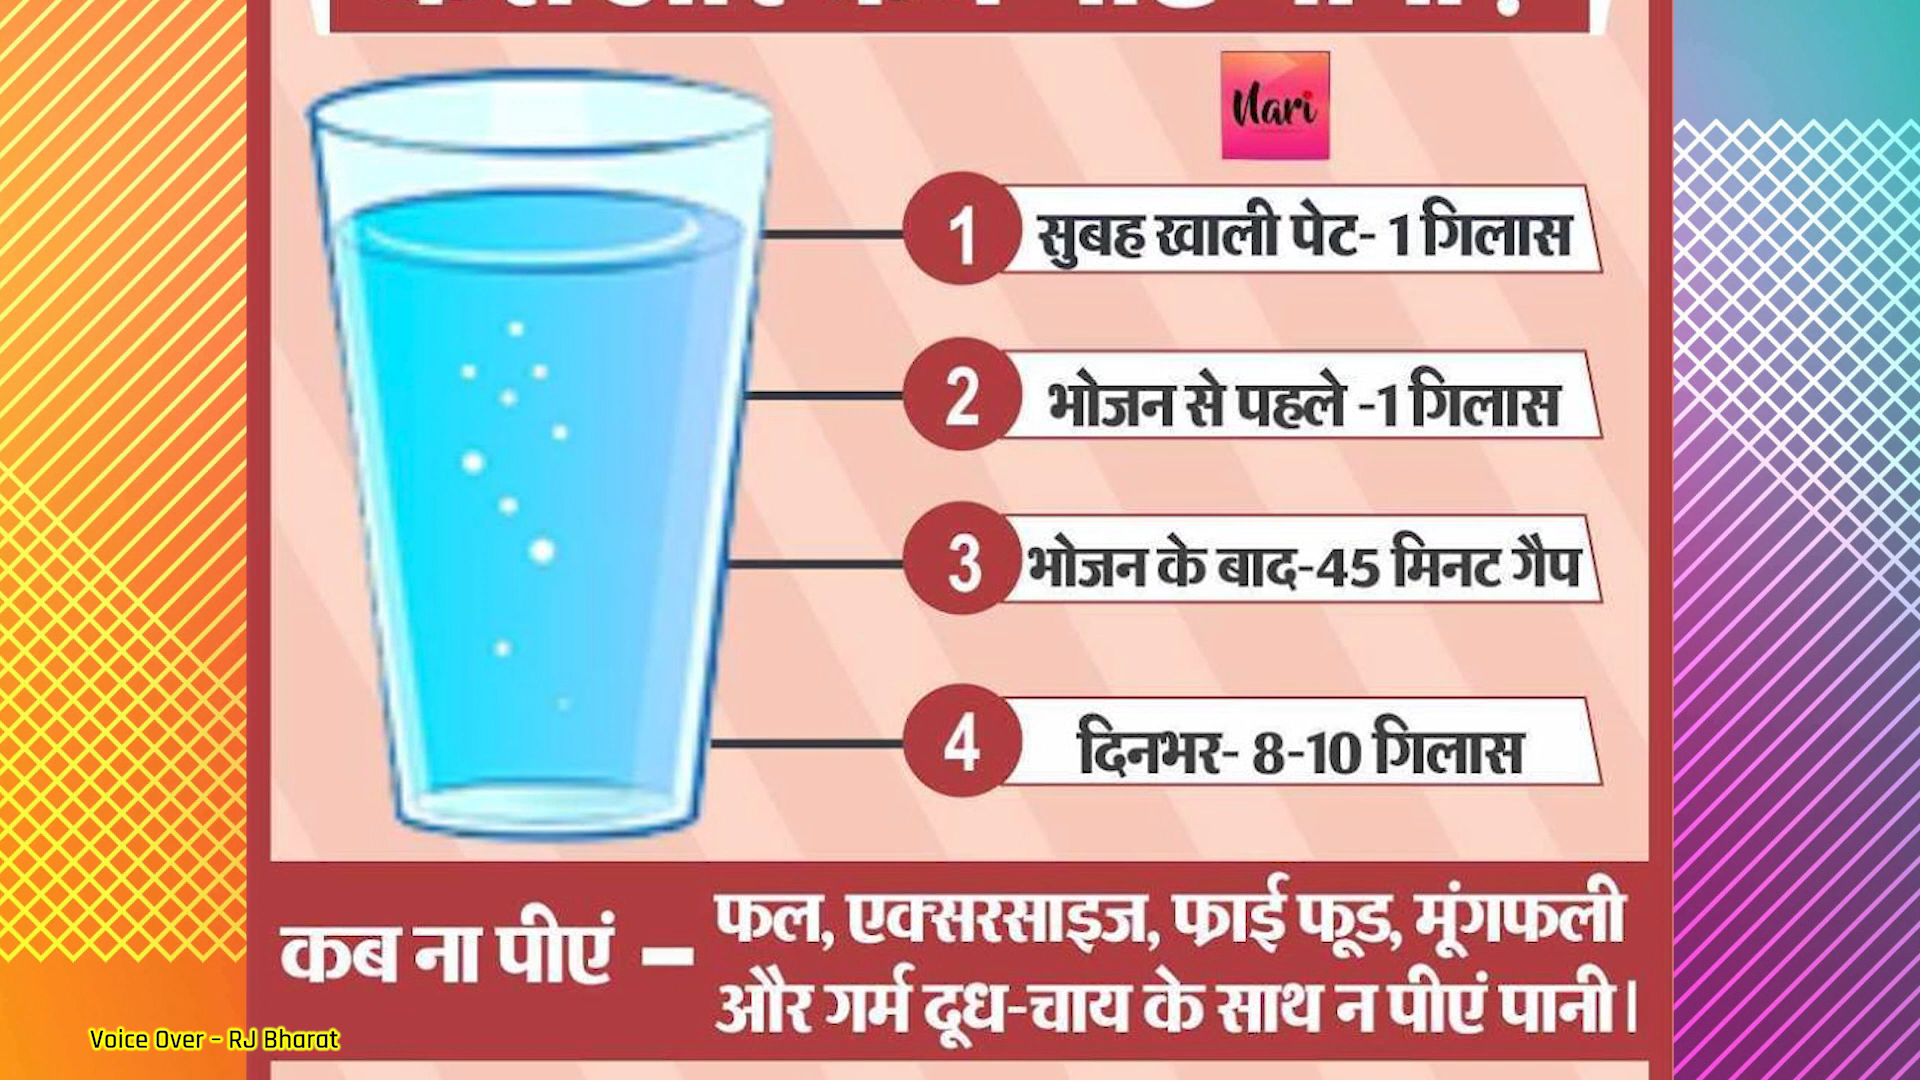 Nari
1 सुबह खाली पेट- 1 गिलास
2 भोजन से पहले -1 गिलास
3 भोजन के बाद-45 मिनट गैप
4 दिनभर- 8-10 गिलास
कब ना पीएं – फल, एक्सरसाइज, फ्राई फूड, मूंगफली
और गर्म दूध-चाय के साथ न पीएं पानी।
Voice Over - RJ Bharat